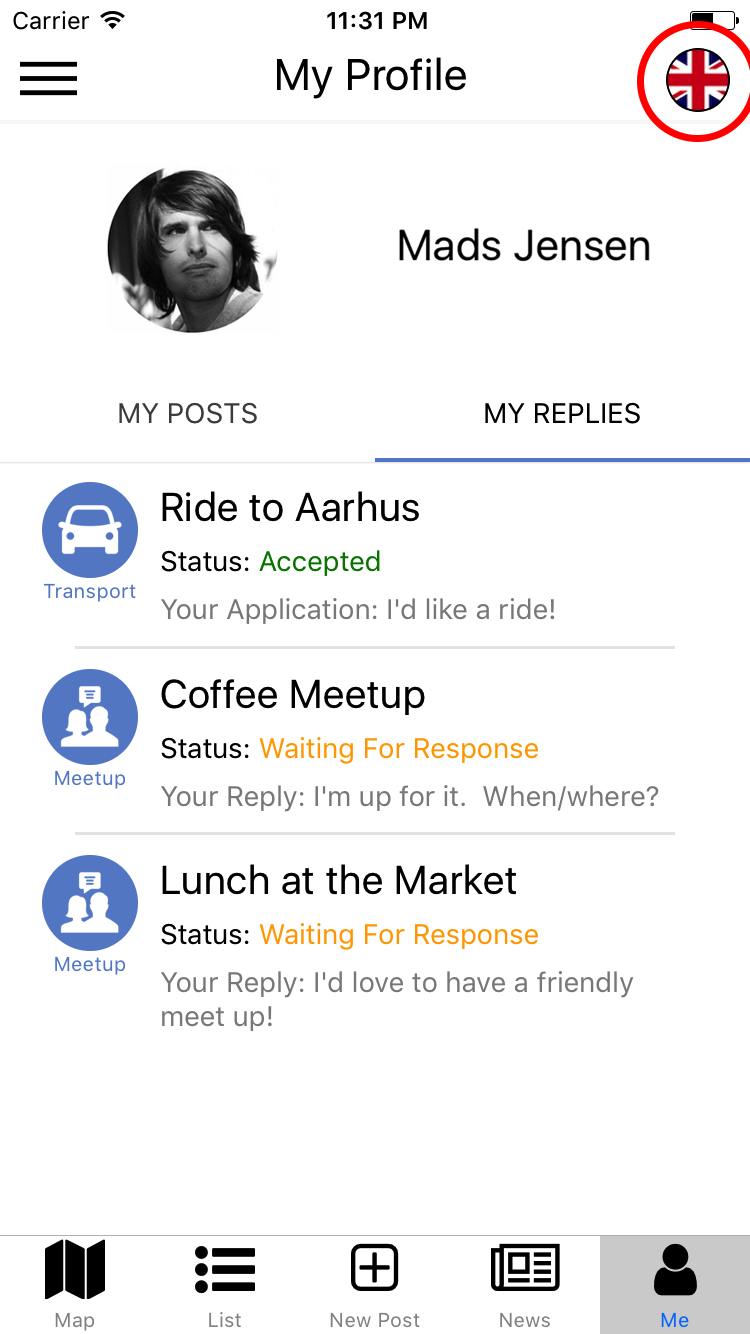 Carrier 11:31 PM
My Profile
Mads Jensen
MY POSTS MY REPLIES
Ride to Aarhus
Status: Accepted
Transport
Your Application: I'd like a ride!
Coffee Meetup
Status: Waiting For Response
Meetup
Your Reply: I'm up for it.  When/where?
Lunch at the Market
Status: Waiting For Response
Meetup
Your Reply: I'd love to have a friendly
meet up!
Map List New Post News Me